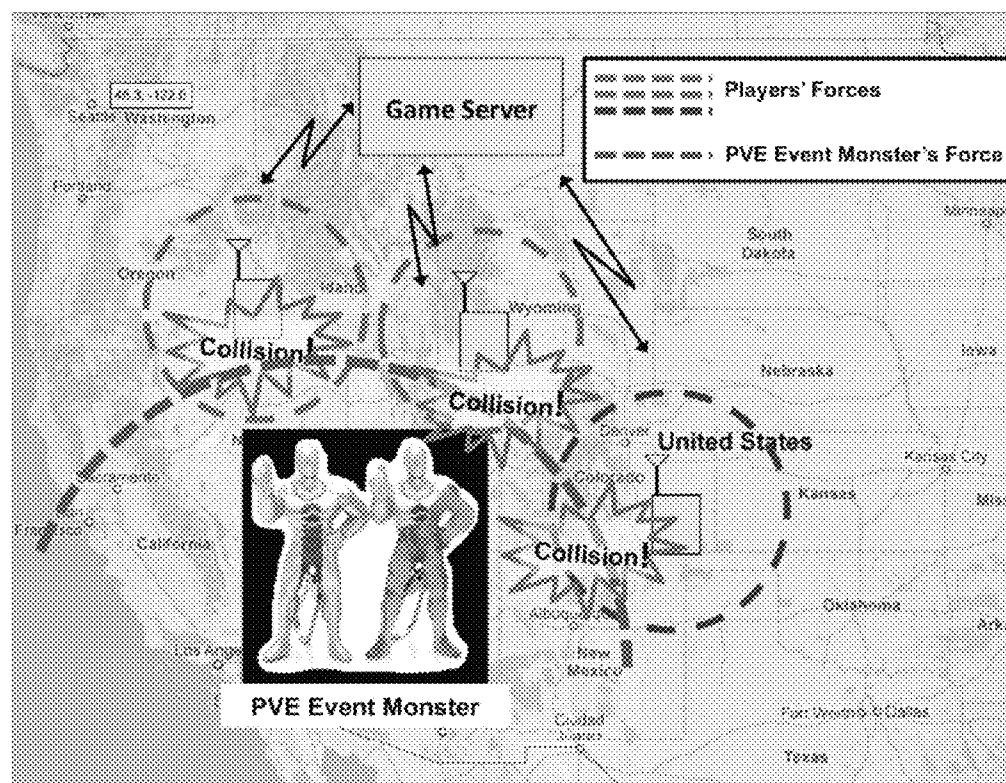 45.3, -122.6
Washington
Game Server
Players' Forces
PVE Event Monster's Force
Portland
South
Dakota
Oregon
Idaho
Wyoming
Iowa
Collision!
Nebraska
Collision!
Denver
United States
Kansas City
Sacramento
Colorado
Kansas
California
Collision!
Oklahoma
New
Mexico
PVE Event Monster
Ciudad
Texas